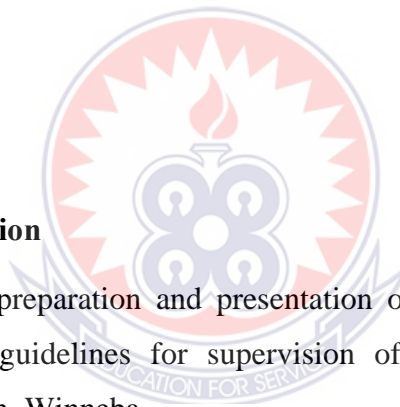 ion
preparation and presentation o
guidelines for supervision of
n, Winneba
EDUCATION FOR SERVICE